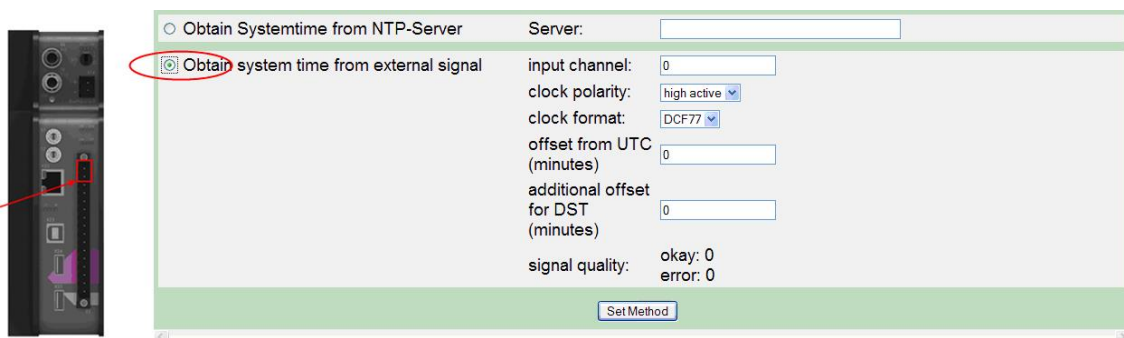 Obtain Systemtime from NTP-Server Server:
Obtain system time from external signal input channel: 0
clock polarity: high active
clock format: DCF77
offset from UTC
(minutes) 0
additional offset
for DST
(minutes) 0
signal quality: okay: 0
error: 0
Set Method